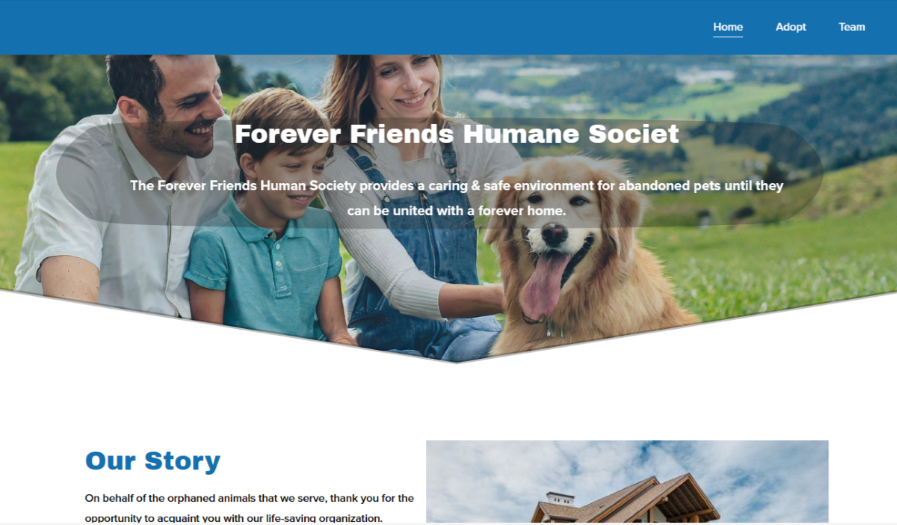 Home Adopt Team
Forever Friends Humane Societ
The Forever Friends Human Society provides a caring & safe environment for abandoned pets until they
can be united with a forever home.
Our Story
On behalf of the orphaned animals that we serve, thank you for the
opportunity to acquaint you with our life-saving organization.